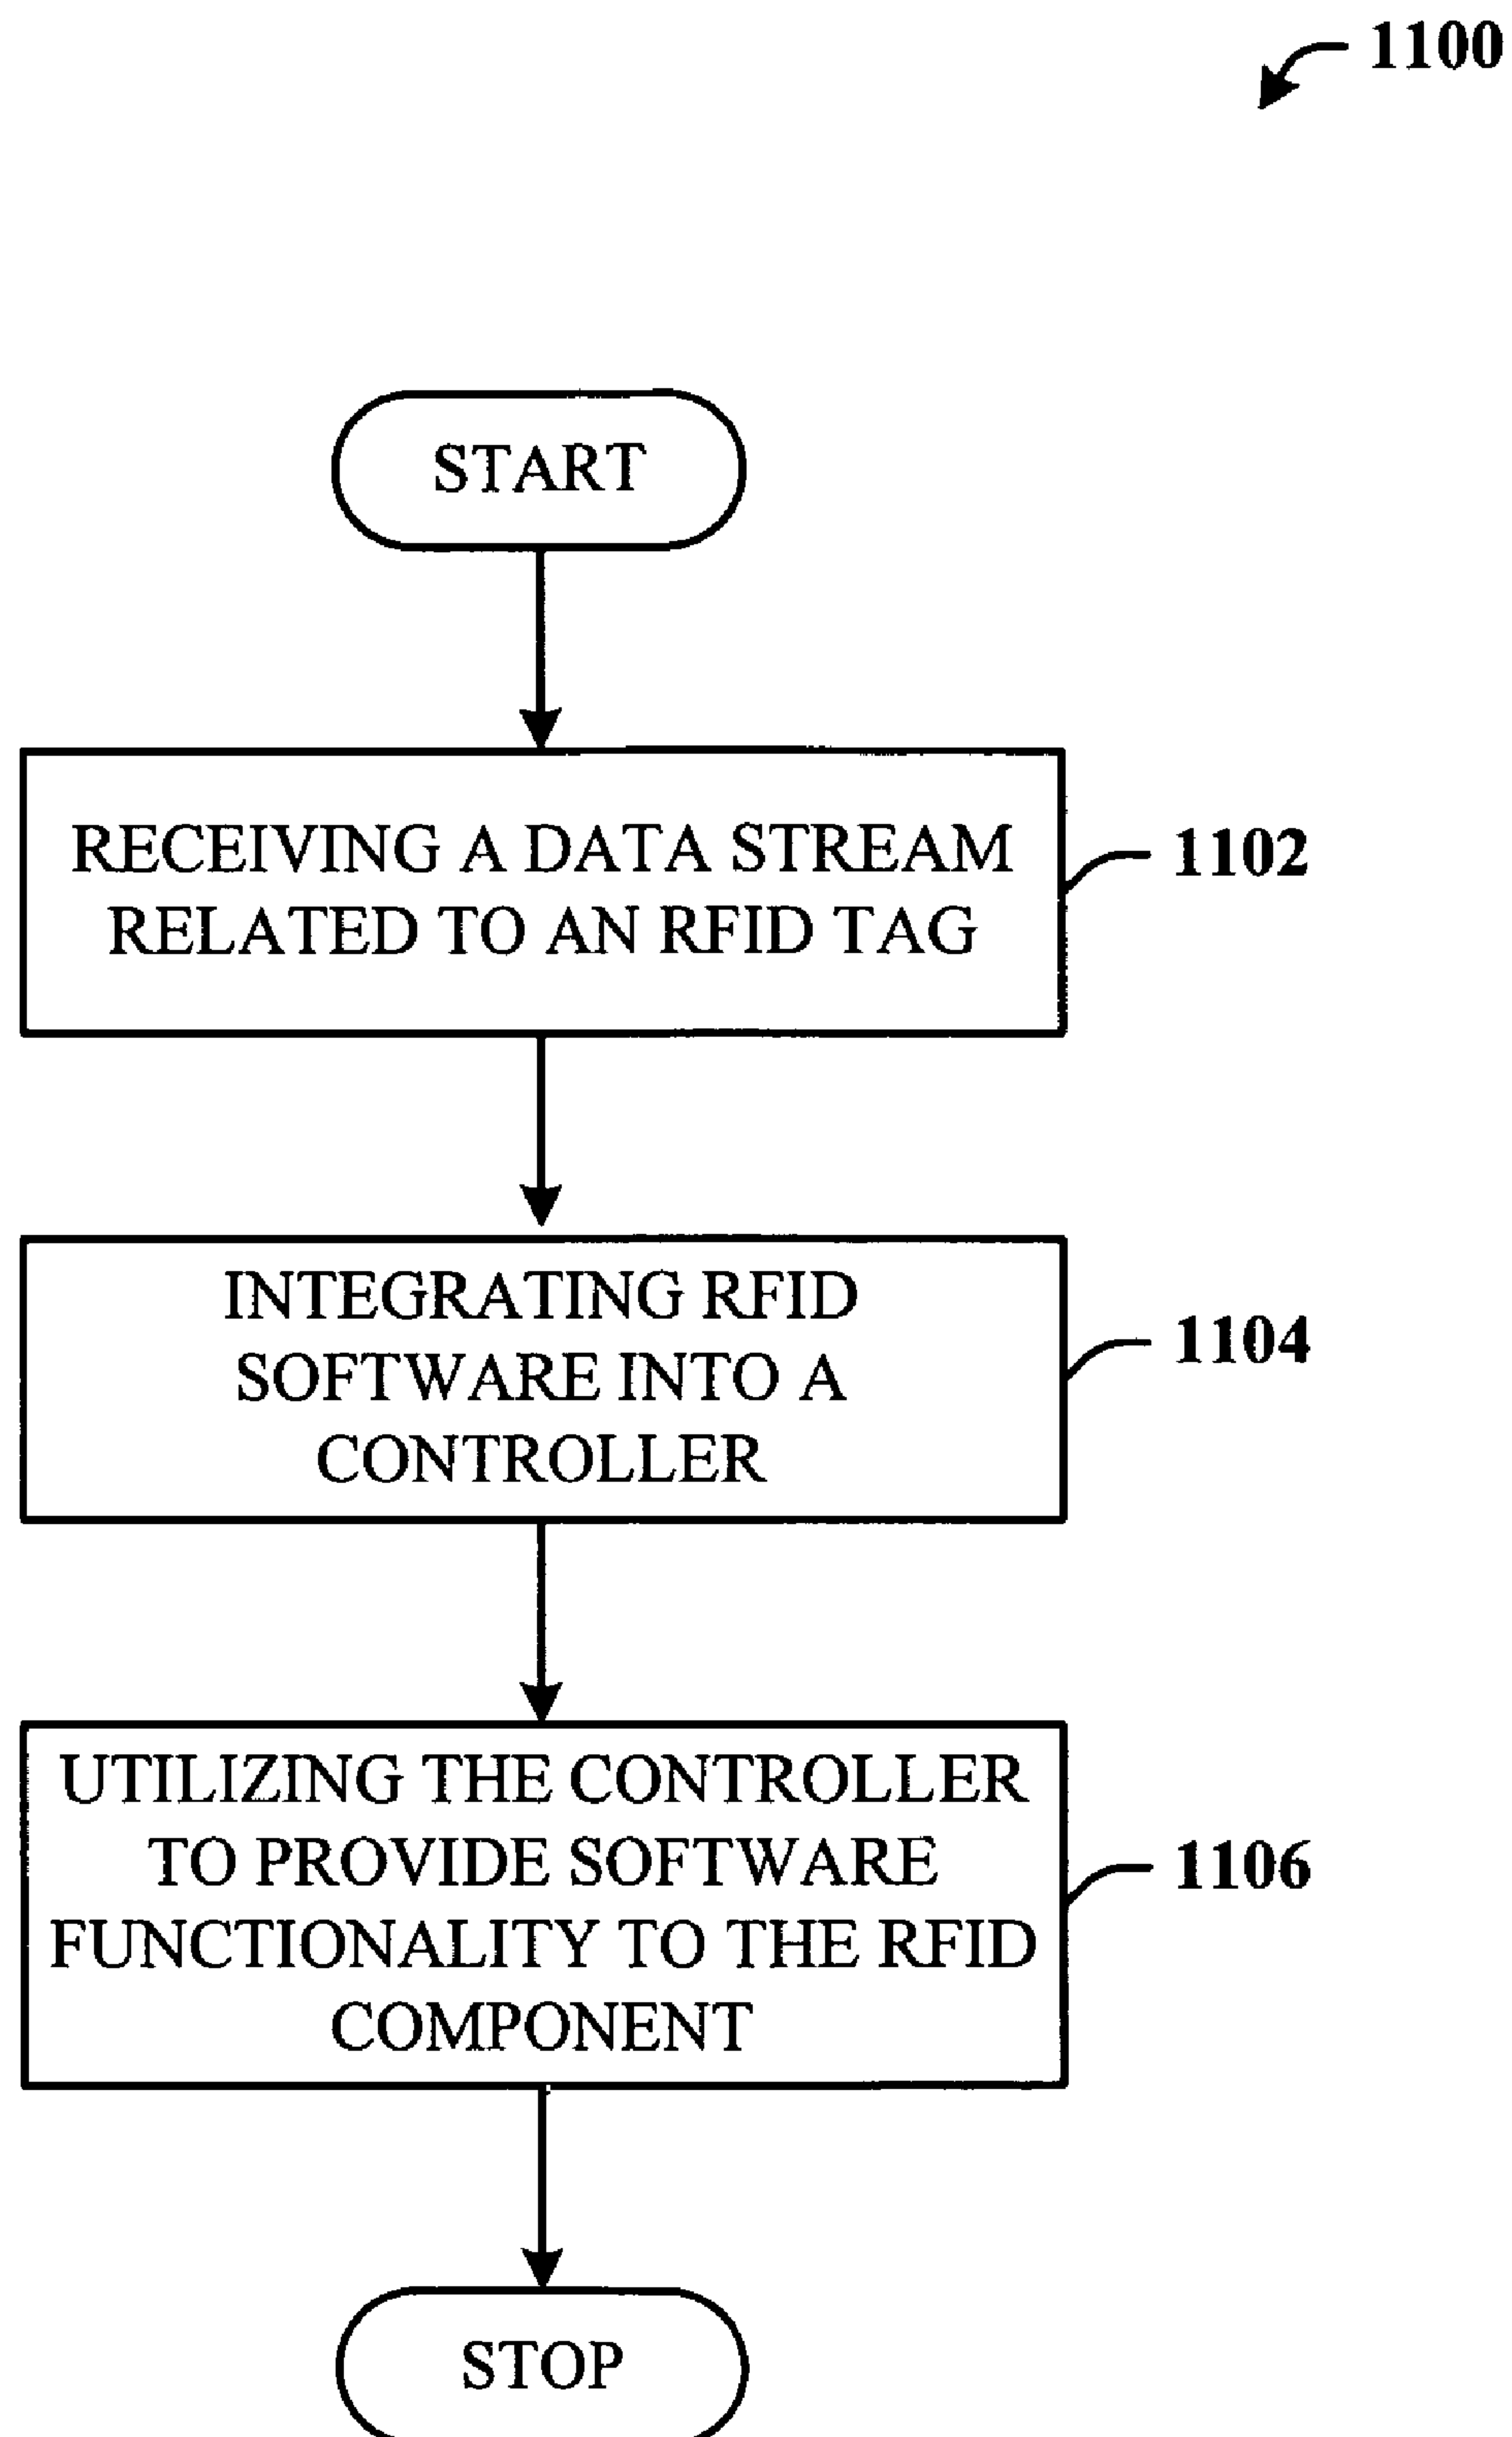 1100
START
RECEIVING A DATA STREAM
RELATED TO AN RFID TAG
1102
INTEGRATING RFID
SOFTWARE INTO A
CONTROLLER
1104
UTILIZING THE CONTROLLER
TO PROVIDE SOFTWARE
FUNCTIONALITY TO THE RFID
COMPONENT
1106
STOP